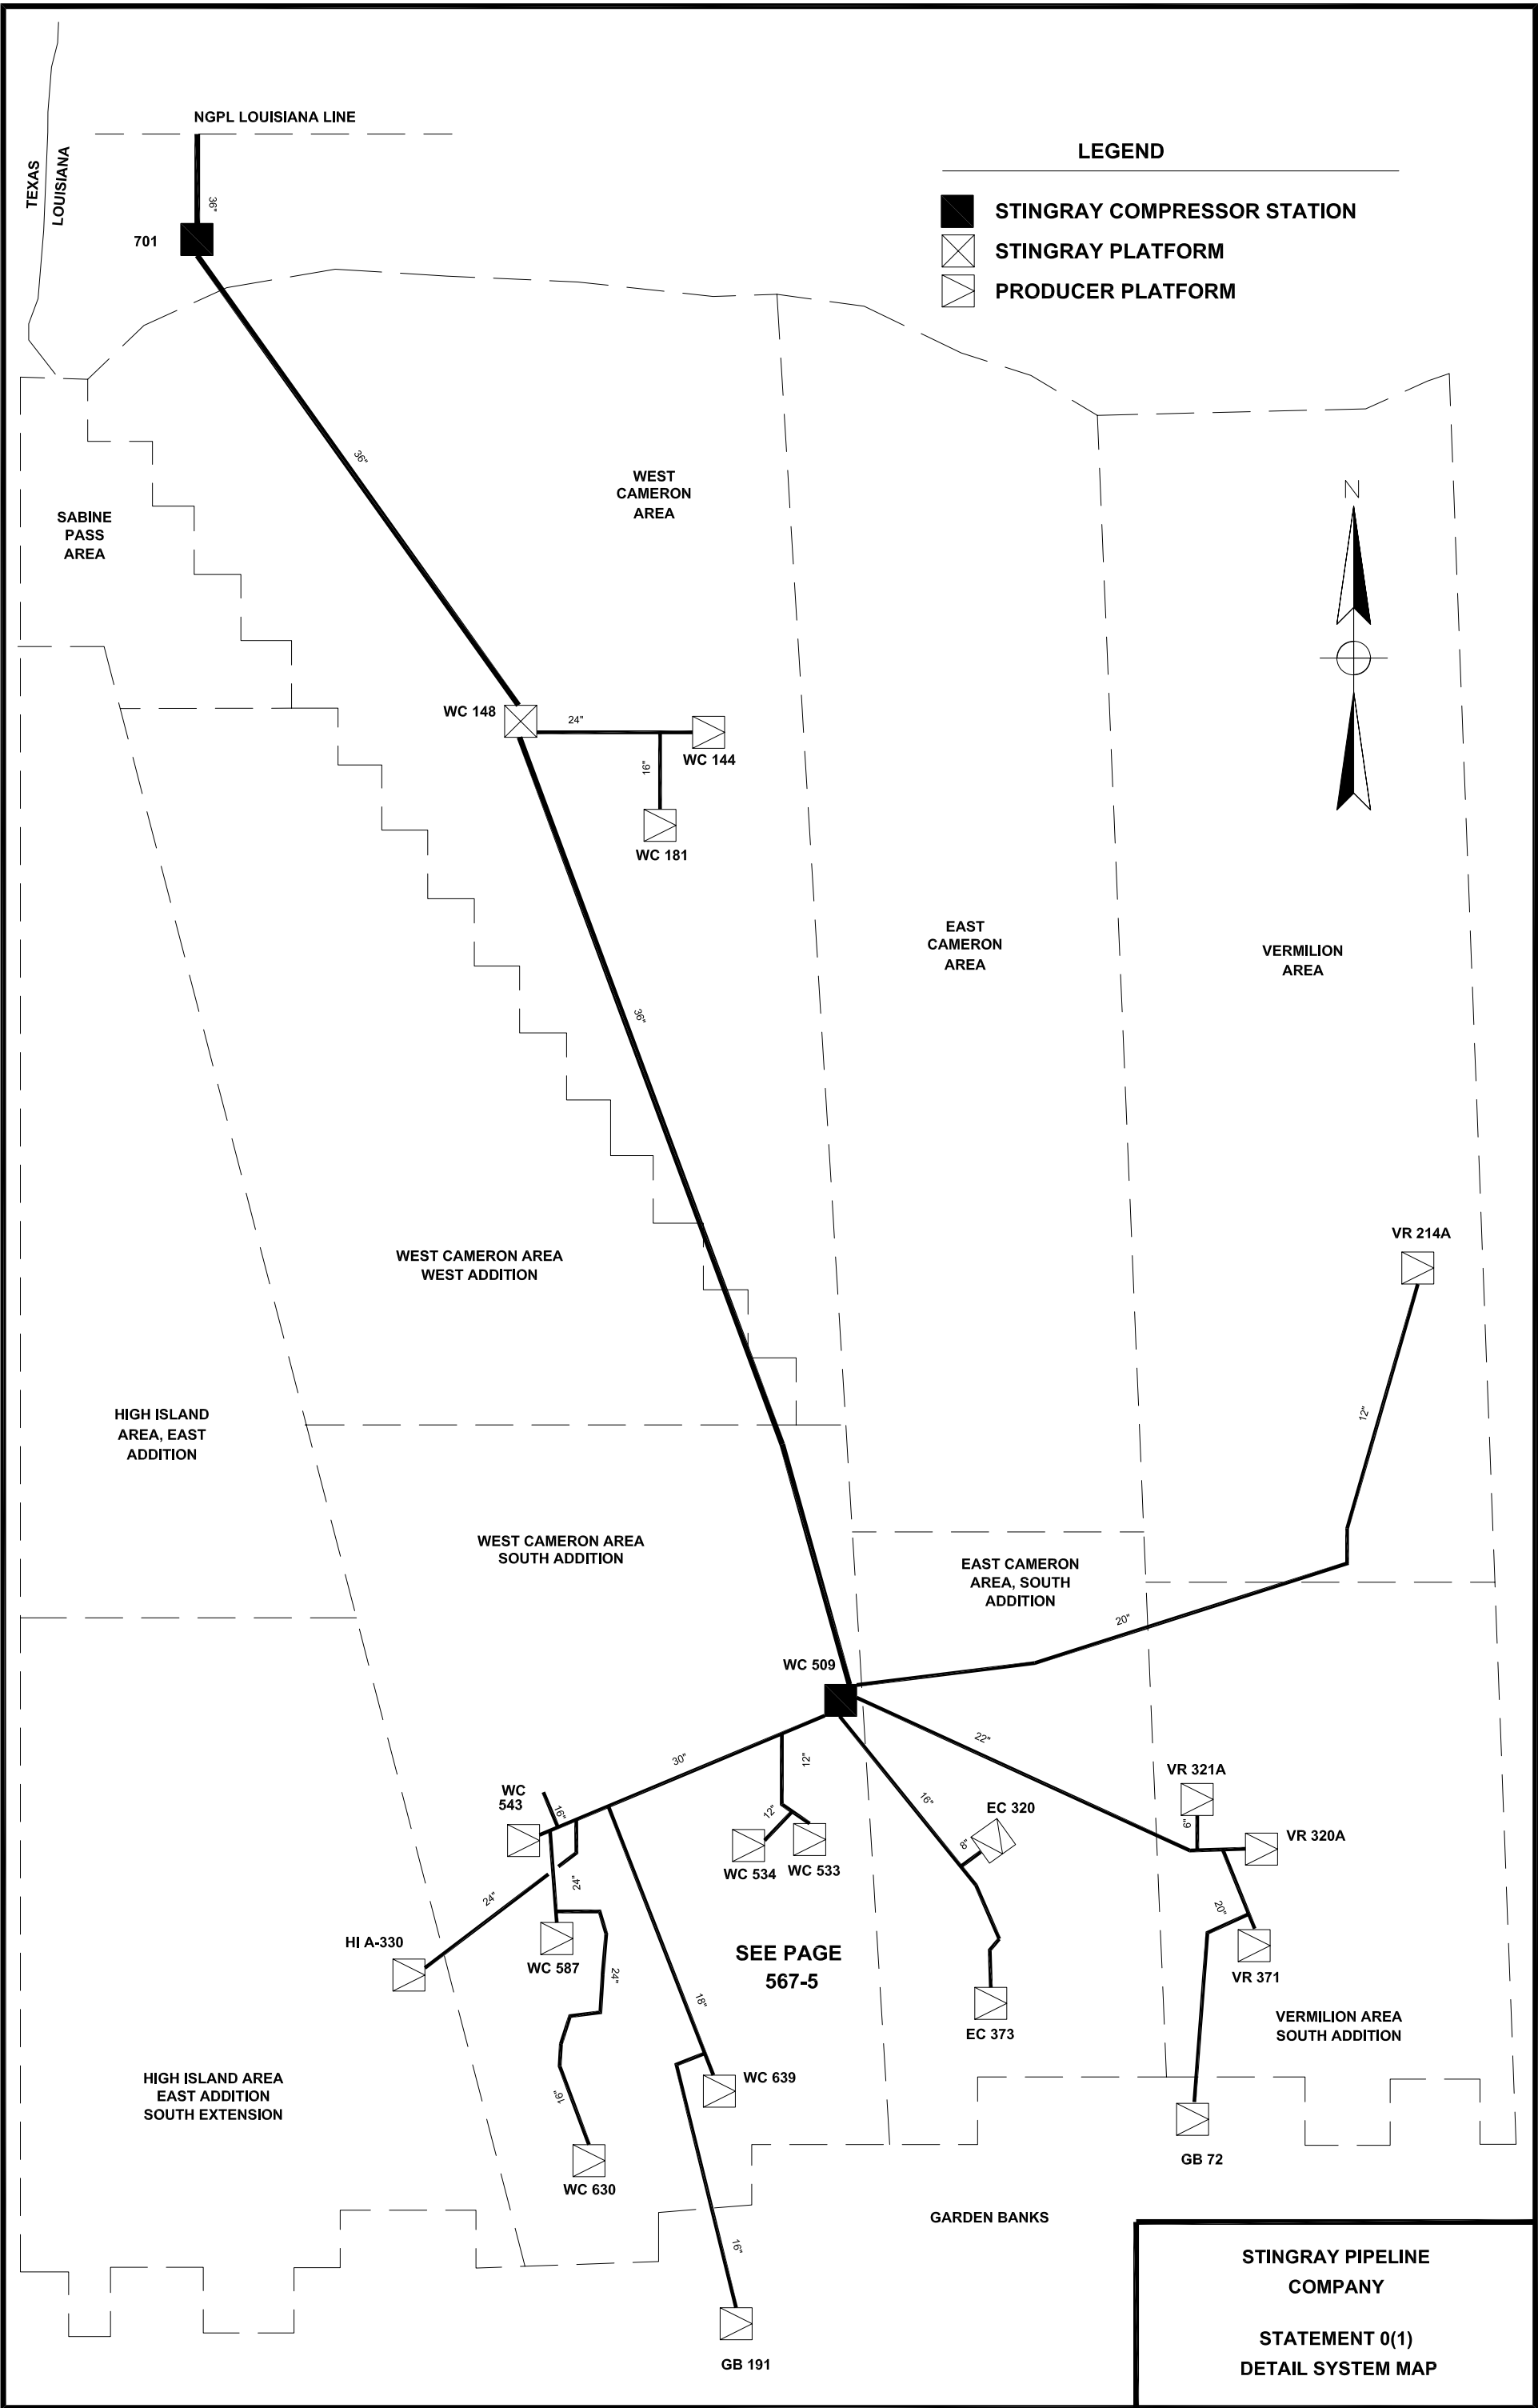 NGPL LOUISIANA LINE
TEXAS
LOUISIANA
36"
701
LEGEND
STINGRAY COMPRESSOR STATION
STINGRAY PLATFORM
PRODUCER PLATFORM
36"
WEST
CAMERON
AREA
SABINE
PASS
AREA
N
WC 148
24"
WC 144
16"
WC 181
EAST
CAMERON
AREA
VERMILION
AREA
36"
VR 214A
WEST CAMERON AREA
WEST ADDITION
12"
HIGH ISLAND
AREA, EAST
ADDITION
WEST CAMERON AREA
SOUTH ADDITION
EAST CAMERON
AREA, SOUTH
ADDITION
20"
WC 509
22"
30"
12"
VR 321A
WC
543
16"
16"
EC 320
12"
6"
VR 320A
8"
WC 534
WC 533
24"
24"
20"
HI A-330
WC 587
SEE PAGE
567-5
24"
VR 371
18"
EC 373
VERMILION AREA
SOUTH ADDITION
HIGH ISLAND AREA
EAST ADDITION
SOUTH EXTENSION
16"
WC 639
GB 72
WC 630
GARDEN BANKS
16"
GB 191
STINGRAY PIPELINE
COMPANY
STATEMENT 0(1)
DETAIL SYSTEM MAP